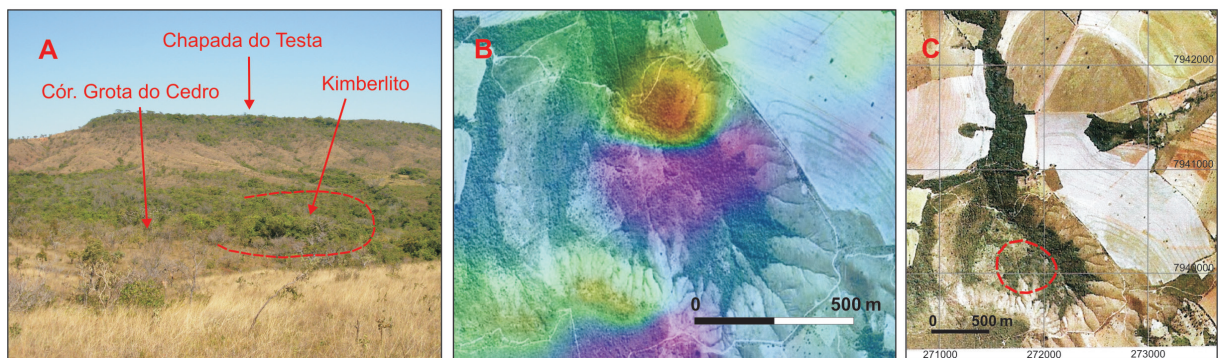 A
Chapada do Testa
Cór. Grota do Cedro
Kimberlito
B
0 500 m
C
7942000
7941000
7940000
0 500 m
271000 272000 273000